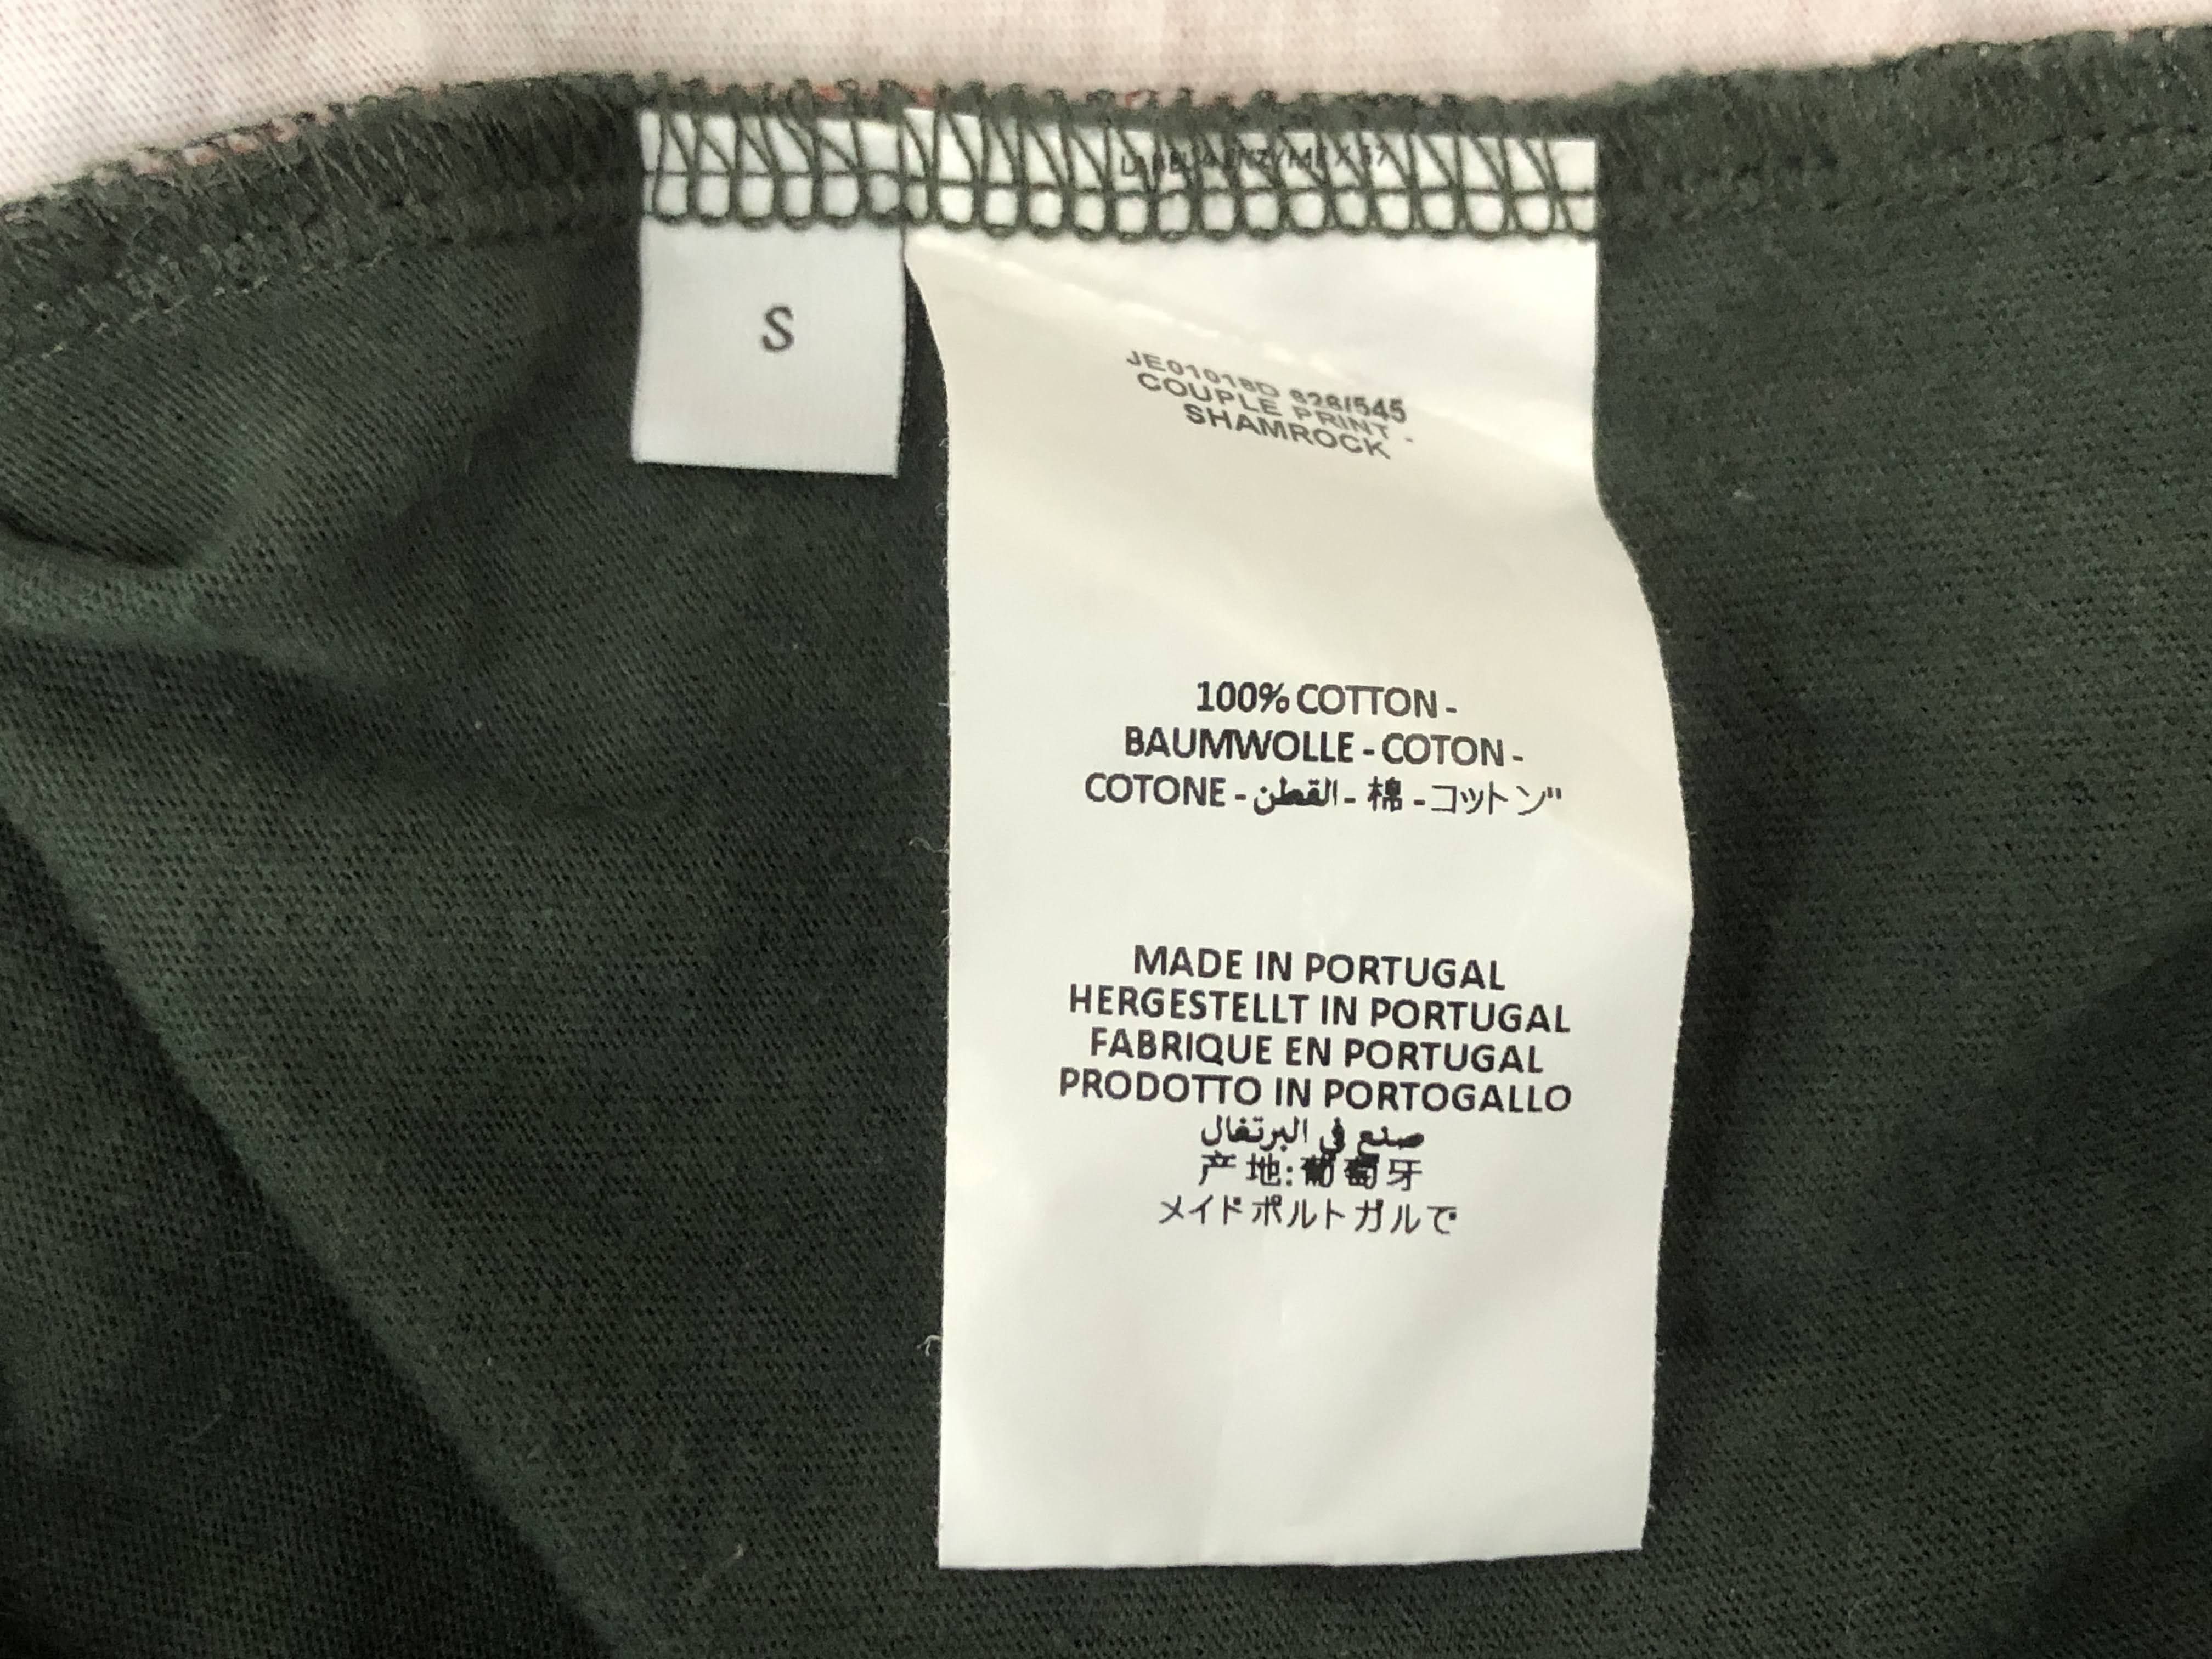 S
JE01018D 826/545
COUPLE PRINT -
SHAMROCK
100% COTTON -
BAUMWOLLE - COTON -
COTONE - القطن - 棉 - コットン"
MADE IN PORTUGAL
HERGESTELLT IN PORTUGAL
FABRIQUE EN PORTUGAL
PRODOTTO IN PORTOGALLO
صنع في البرتغال
产地:葡萄牙
メイドポルトガルで